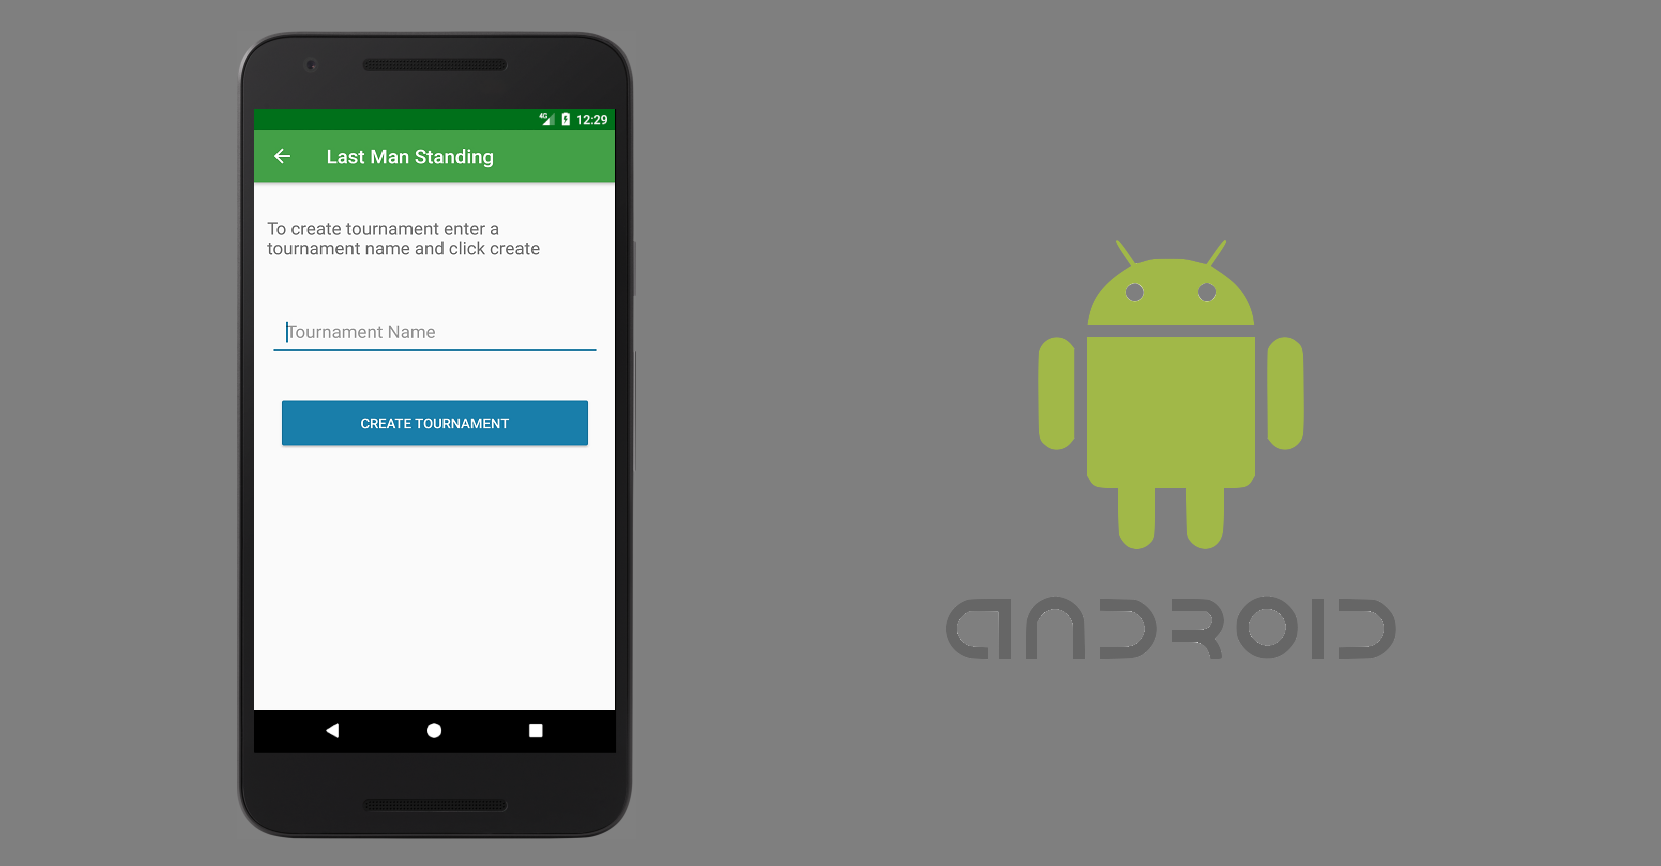 4G 12:29
Last Man Standing
To create tournament enter a
tournament name and click create
Tournament Name
CREATE TOURNAMENT
ANDROID